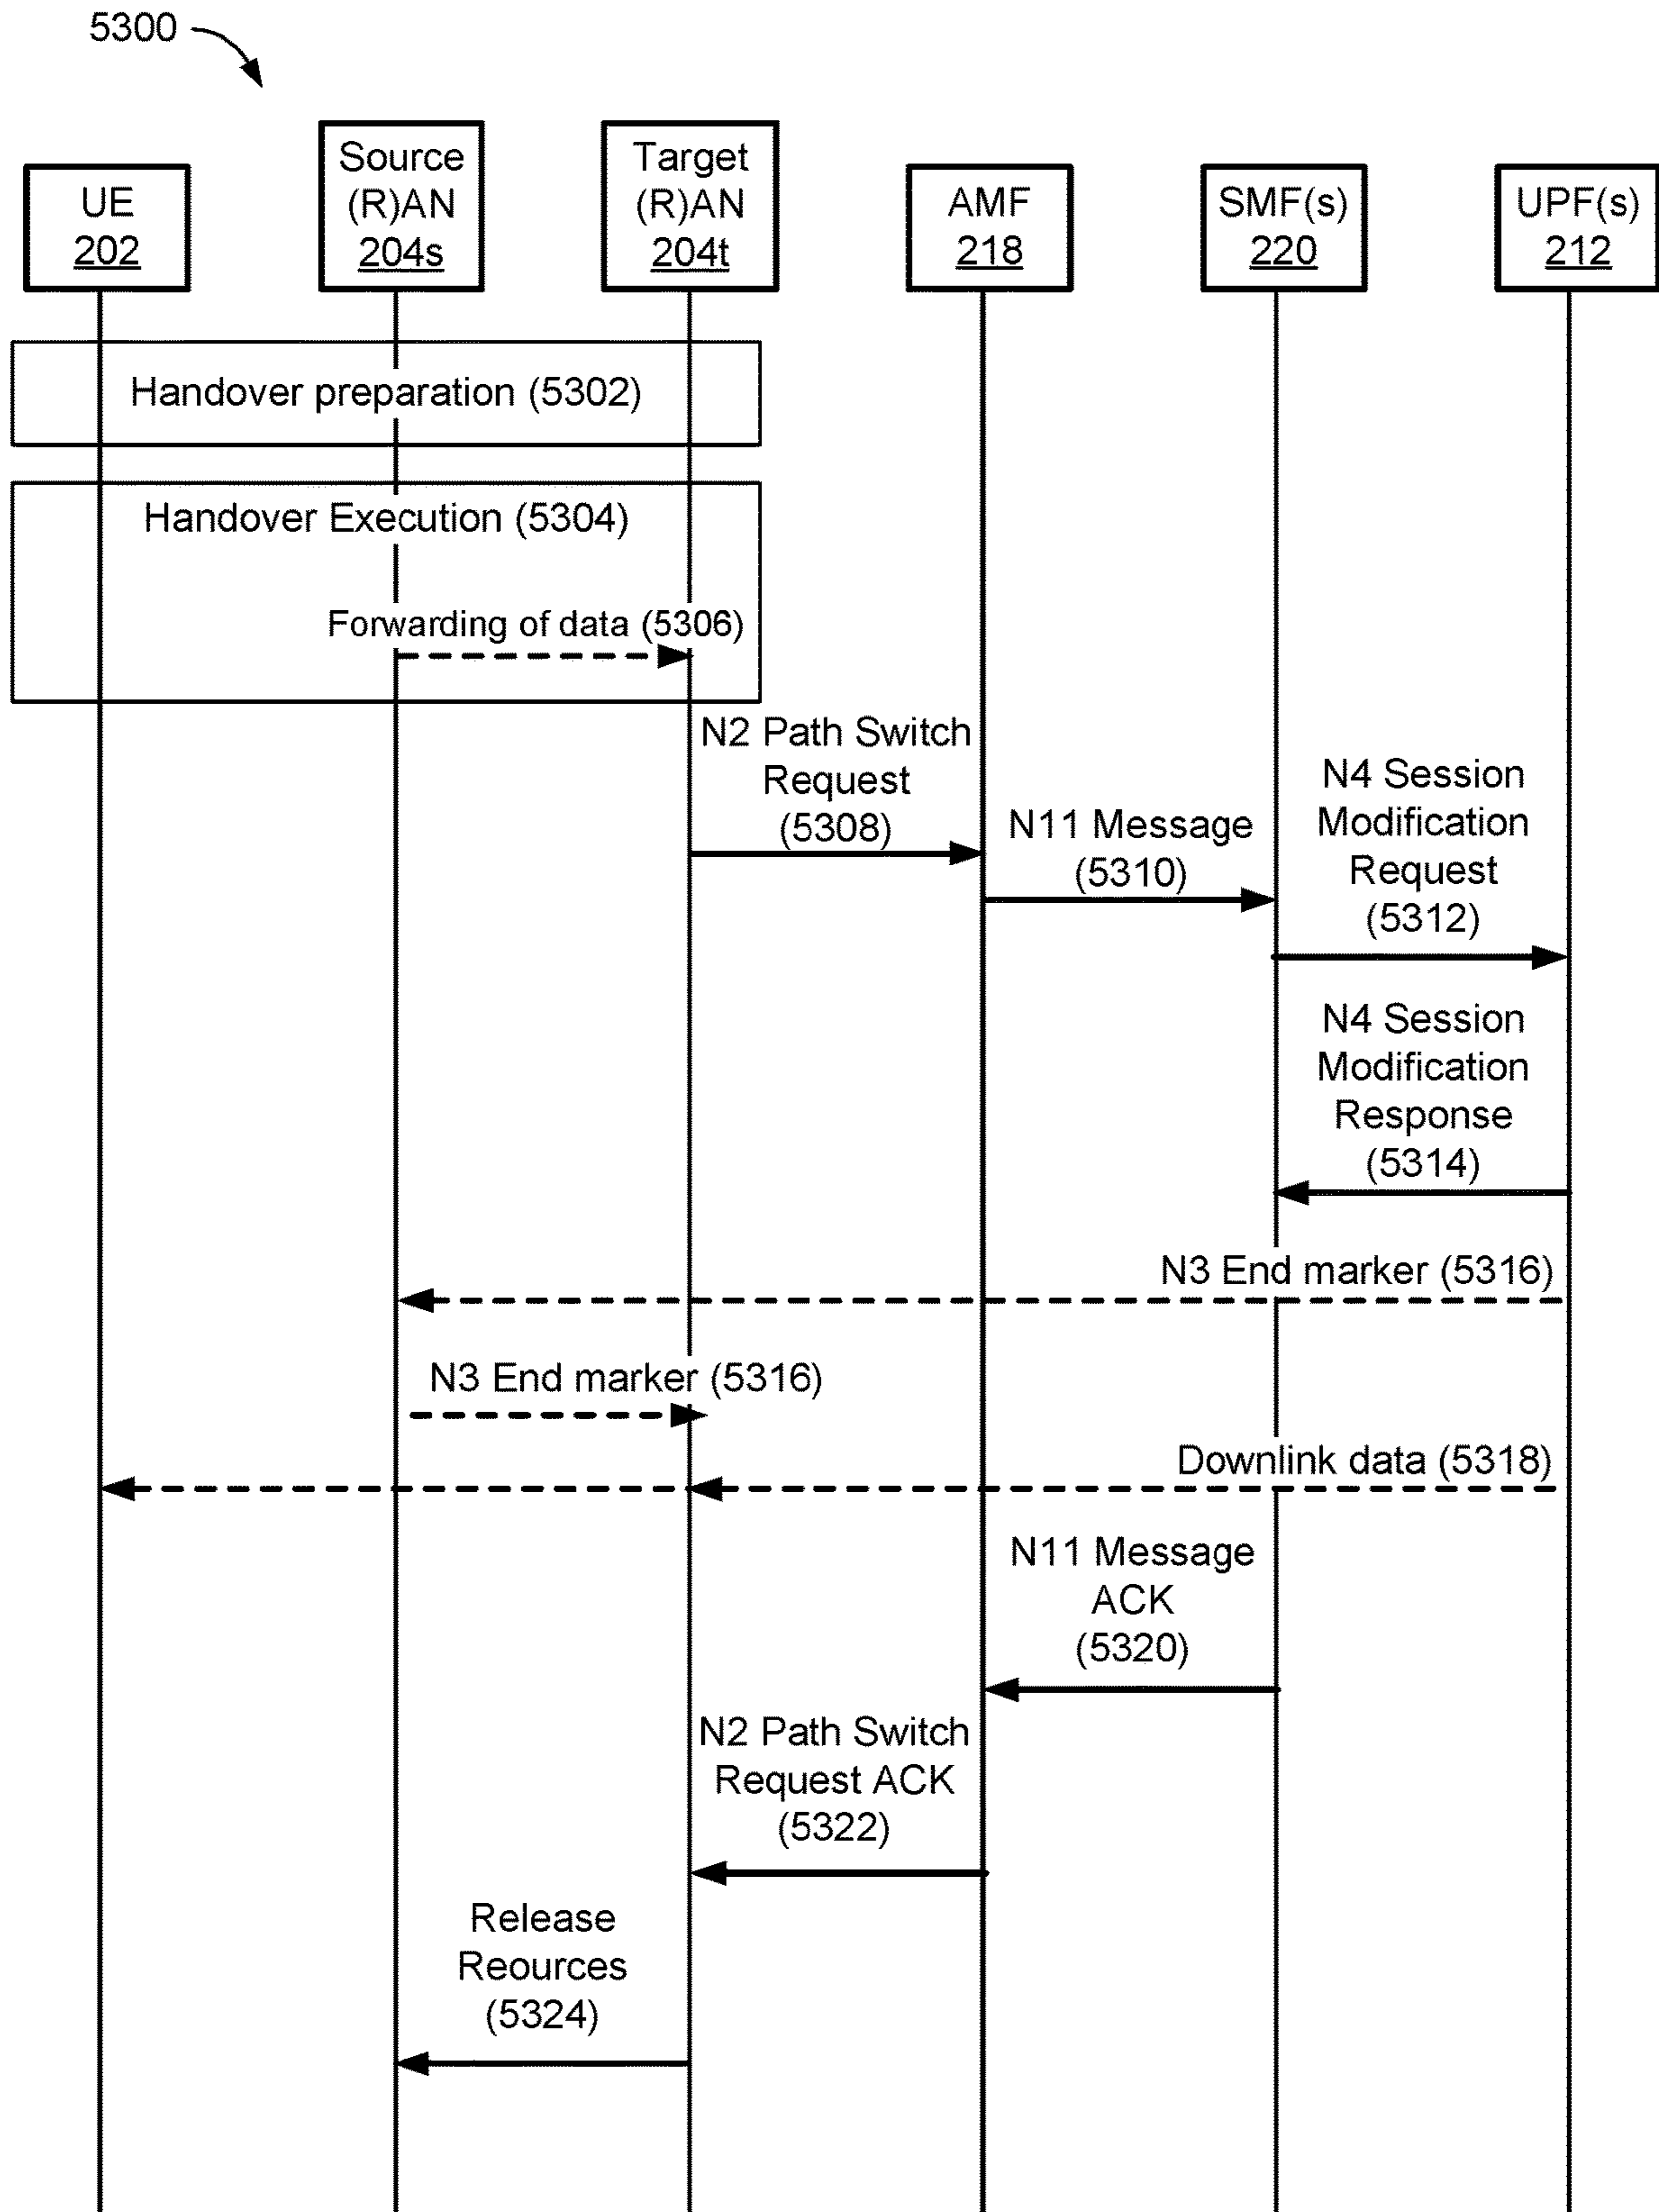 5300
UE
202
Source
(R)AN
204s
Target
(R)AN
204t
AMF
218
SMF(s)
220
UPF(s)
212
Handover preparation (5302)
Handover Execution (5304)
Forwarding of data (5306)
N2 Path Switch
Request
(5308)
N11 Message
(5310)
N4 Session
Modification
Request
(5312)
N4 Session
Modification
Response
(5314)
N3 End marker (5316)
N3 End marker (5316)
Downlink data (5318)
N11 Message
ACK
(5320)
N2 Path Switch
Request ACK
(5322)
Release
Reources
(5324)